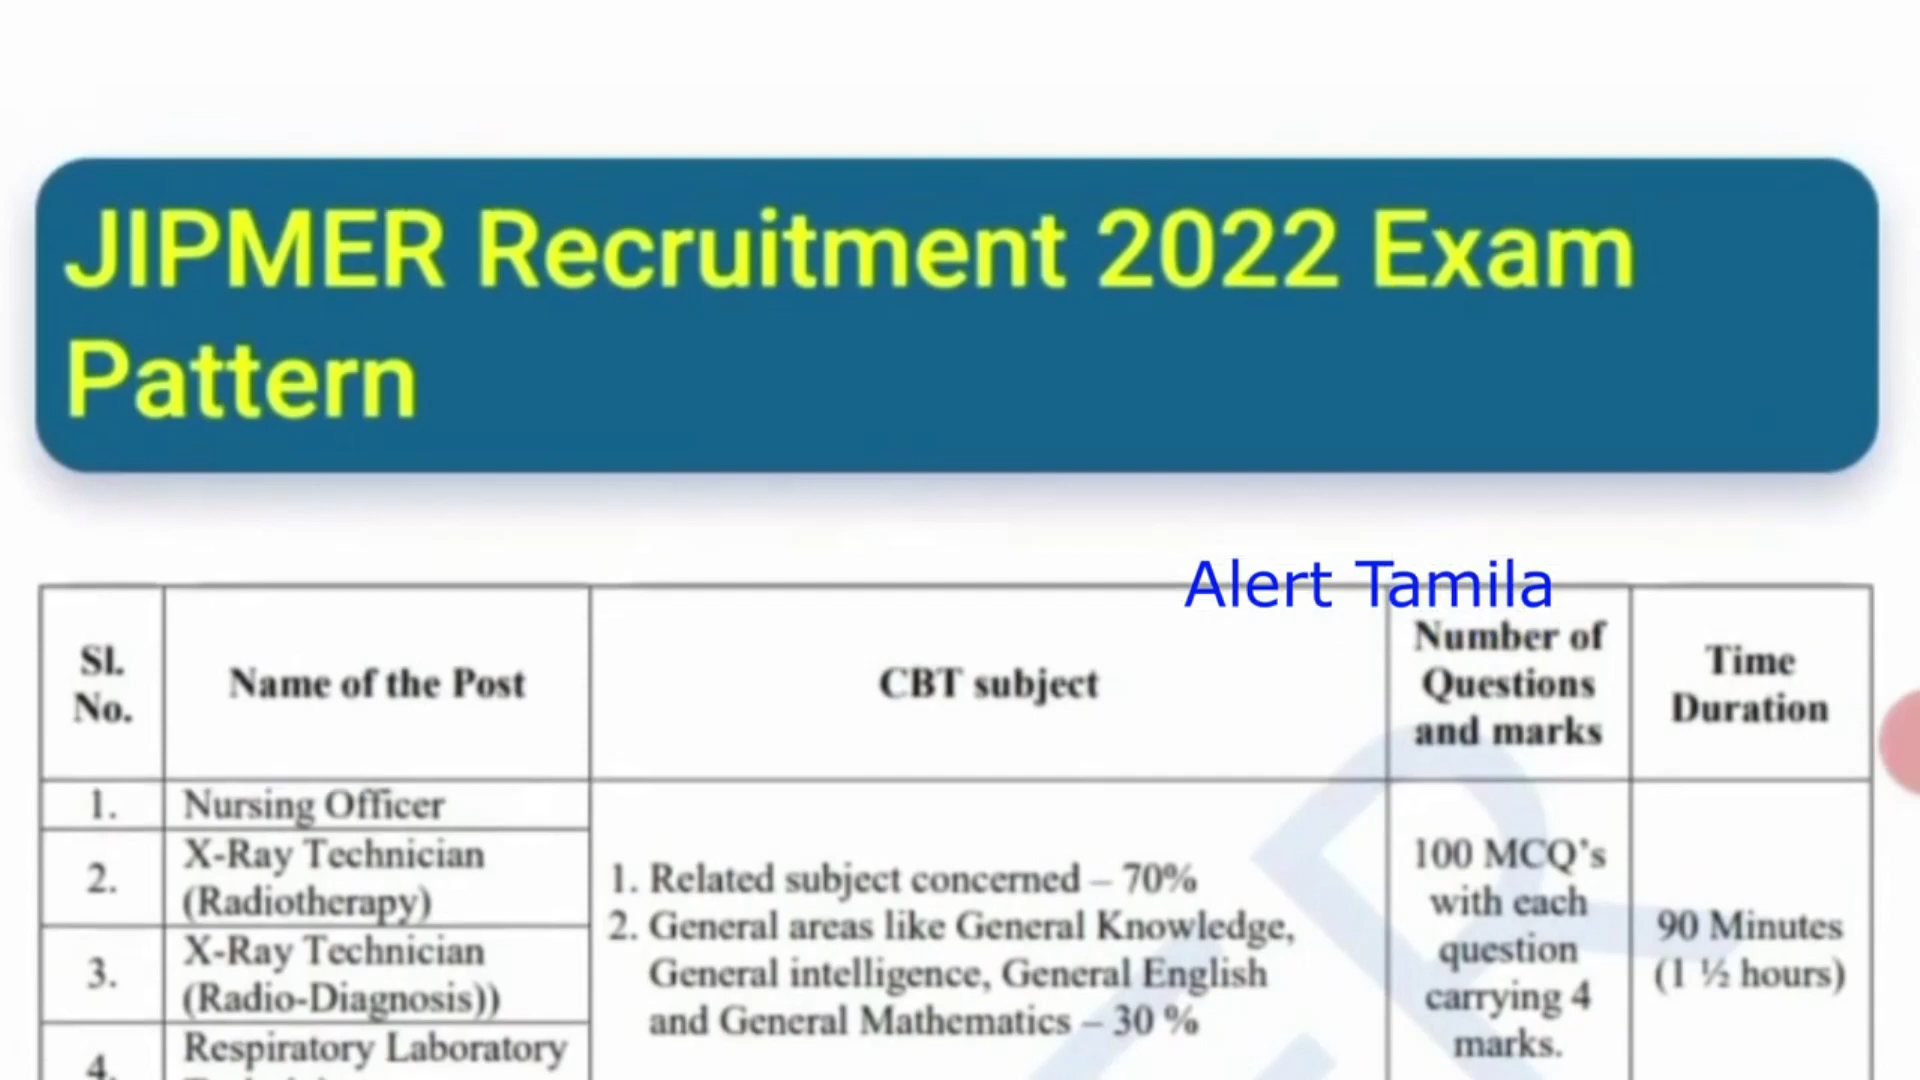 JIPMER Recruitment 2022 Exam
Pattern
Alert Tamila
Sl.
No.
Name of the Post
CBT subject
Number of
Questions
and marks
Time
Duration
1.
Nursing Officer
2.
X-Ray Technician
(Radiotherapy)
3.
X-Ray Technician
(Radio-Diagnosis))
4.
Respiratory Laboratory
1. Related subject concerned – 70%
2. General areas like General Knowledge,
General intelligence, General English
and General Mathematics – 30 %
100 MCQ’s
with each
question
carrying 4
marks.
90 Minutes
(1 ½ hours)